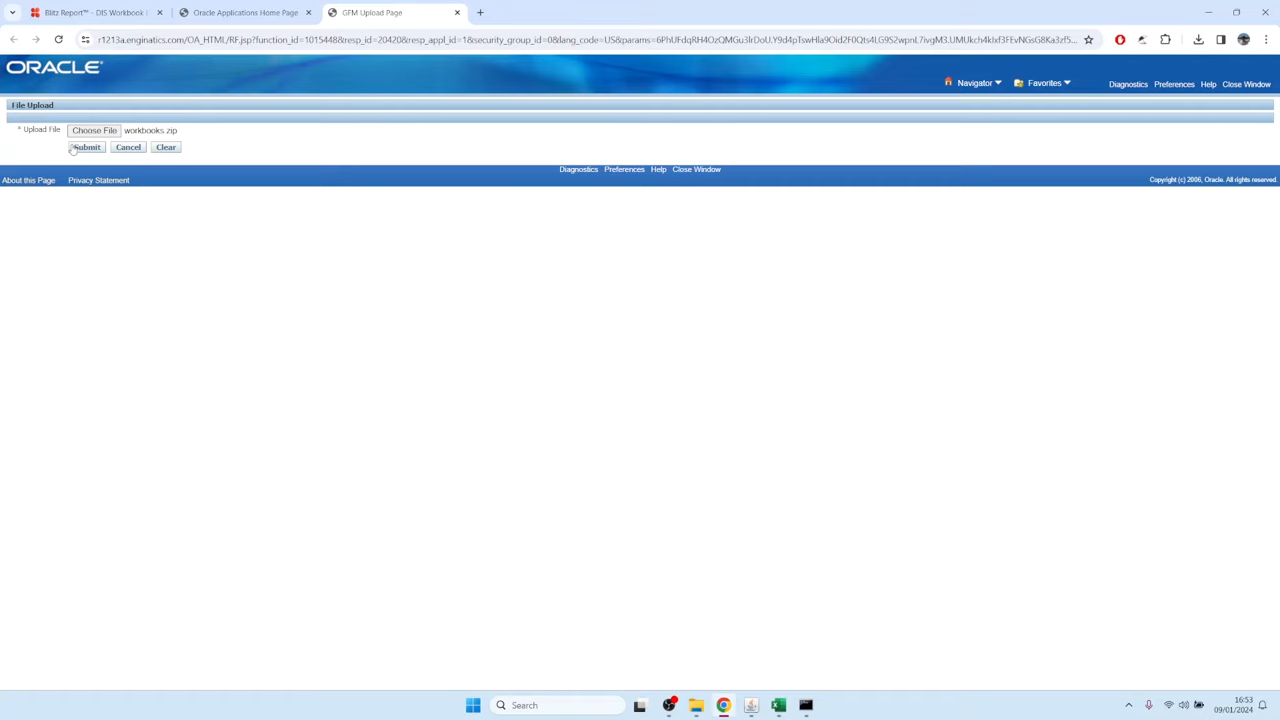 Blitz Report™ - DIS Workbook
Oracle Applications Home Page
GFM Upload Page
ORACLE
Navigator
Favorites
Diagnostics
Preferences
Help
Close Window
File Upload
* Upload File
Choose File
workbooks.zip
Submit
Cancel
Clear
Diagnostics
Preferences
Help
Close Window
About this Page
Privacy Statement
Copyright (c) 2006, Oracle. All rights reserved.
Search
16:53
09/01/2024